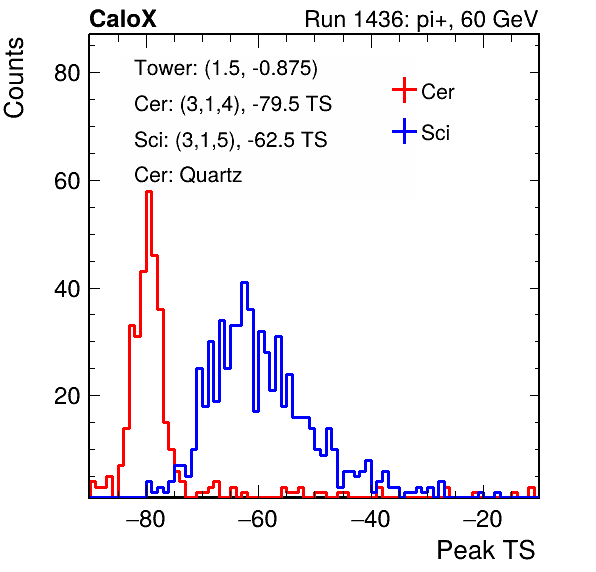 CaloX Run 1436: pi+, 60 GeV
Counts
Tower: (1.5, -0.875)
Cer: (3,1,4), -79.5 TS
Sci: (3,1,5), -62.5 TS
Cer: Quartz
Cer
Sci
80
60
40
20
−80 −60 −40 −20
Peak TS